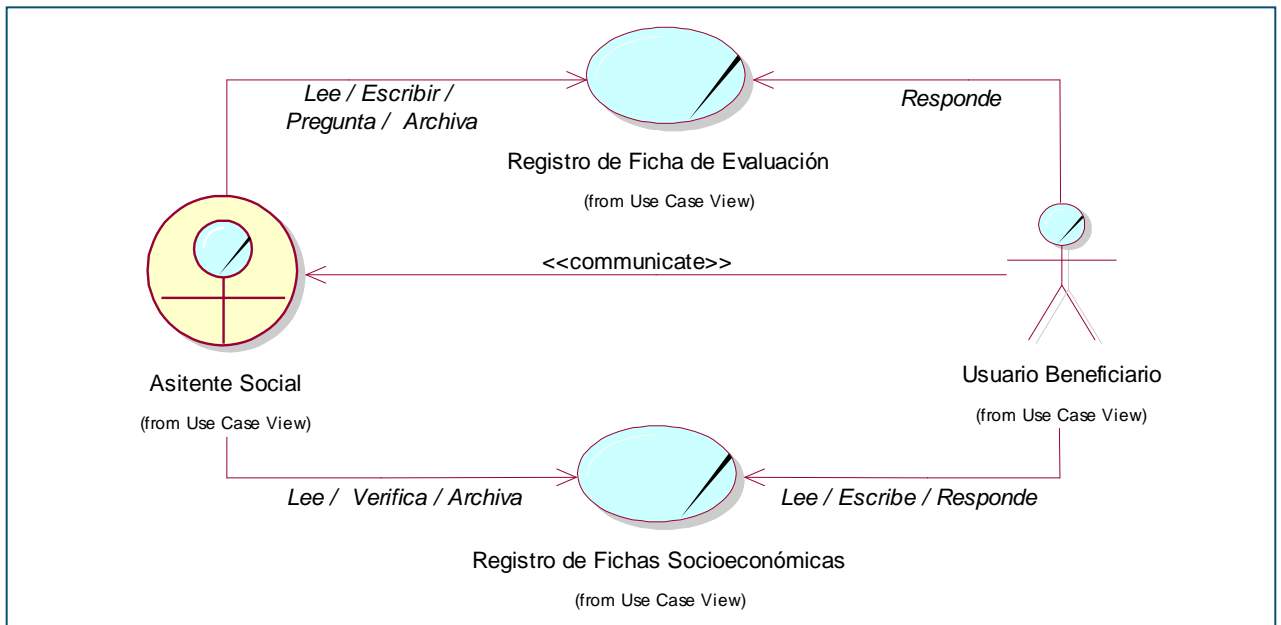 Lee / Escribir /
Pregunta / Archiva
Responde
Registro de Ficha de Evaluación
(from Use Case View)
<<communicate>>
Asitente Social
(from Use Case View)
Usuario Beneficiario
(from Use Case View)
Lee / Verifica / Archiva
Lee / Escribe / Responde
Registro de Fichas Socioeconómicas
(from Use Case View)